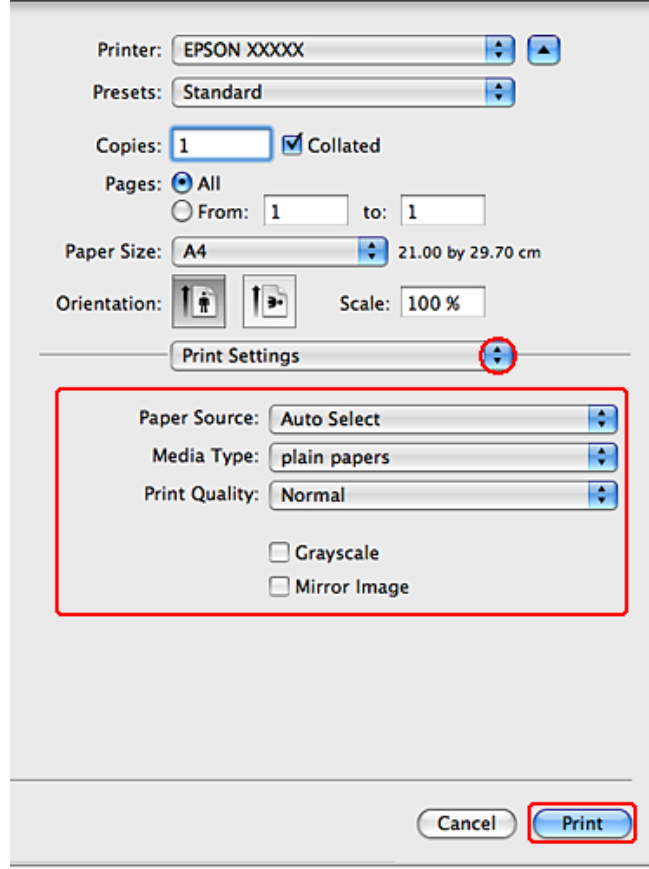 Printer: EPSON XXXXX
Presets: Standard
Copies: 1 Collated
Pages: All
From: 1 to: 1
Paper Size: A4 21.00 by 29.70 cm
Orientation: Scale: 100 %
Print Settings
Paper Source: Auto Select
Media Type: plain papers
Print Quality: Normal
Grayscale
Mirror Image
Cancel Print